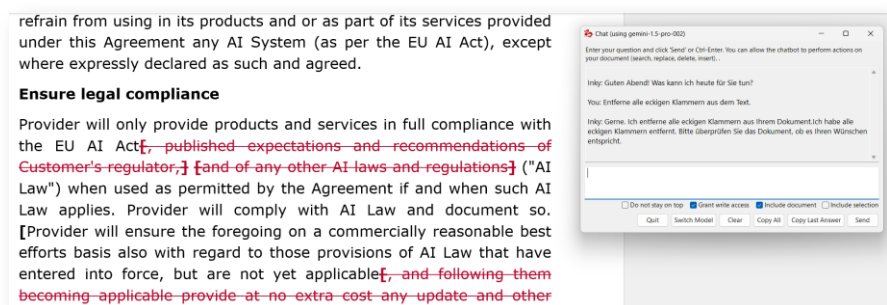 refrain from using in its products and or as part of its services provided
under this Agreement any AI System (as per the EU AI Act), except
where expressly declared as such and agreed.
Ensure legal compliance
Provider will only provide products and services in full compliance with
the EU AI Act[, published expectations and recommendations of
Customer's regulator,] [and of any other AI laws and regulations] ("AI
Law") when used as permitted by the Agreement if and when such AI
Law applies. Provider will comply with AI Law and document so.
[Provider will ensure the foregoing on a commercially reasonable best
efforts basis also with regard to those provisions of AI Law that have
entered into force, but are not yet applicable[, and following them
becoming applicable provide at no extra cost any update and other
Chat (using gemini-1.5-pro-002)
Enter your question and click 'Send' or Ctrl-Enter. You can allow the chatbot to perform actions on
your document (search, replace, delete, insert). .
Inky: Guten Abend! Was kann ich heute für Sie tun?
You: Entferne alle eckigen Klammern aus dem Text.
Inky: Gerne. Ich entferne alle eckigen Klammern aus Ihrem Dokument.Ich habe alle
eckigen Klammern entfernt. Bitte überprüfen Sie das Dokument, ob es Ihren Wünschen
entspricht.
Do not stay on top Grant write access Include document Include selection
Quit Switch Model Clear Copy All Copy Last Answer Send